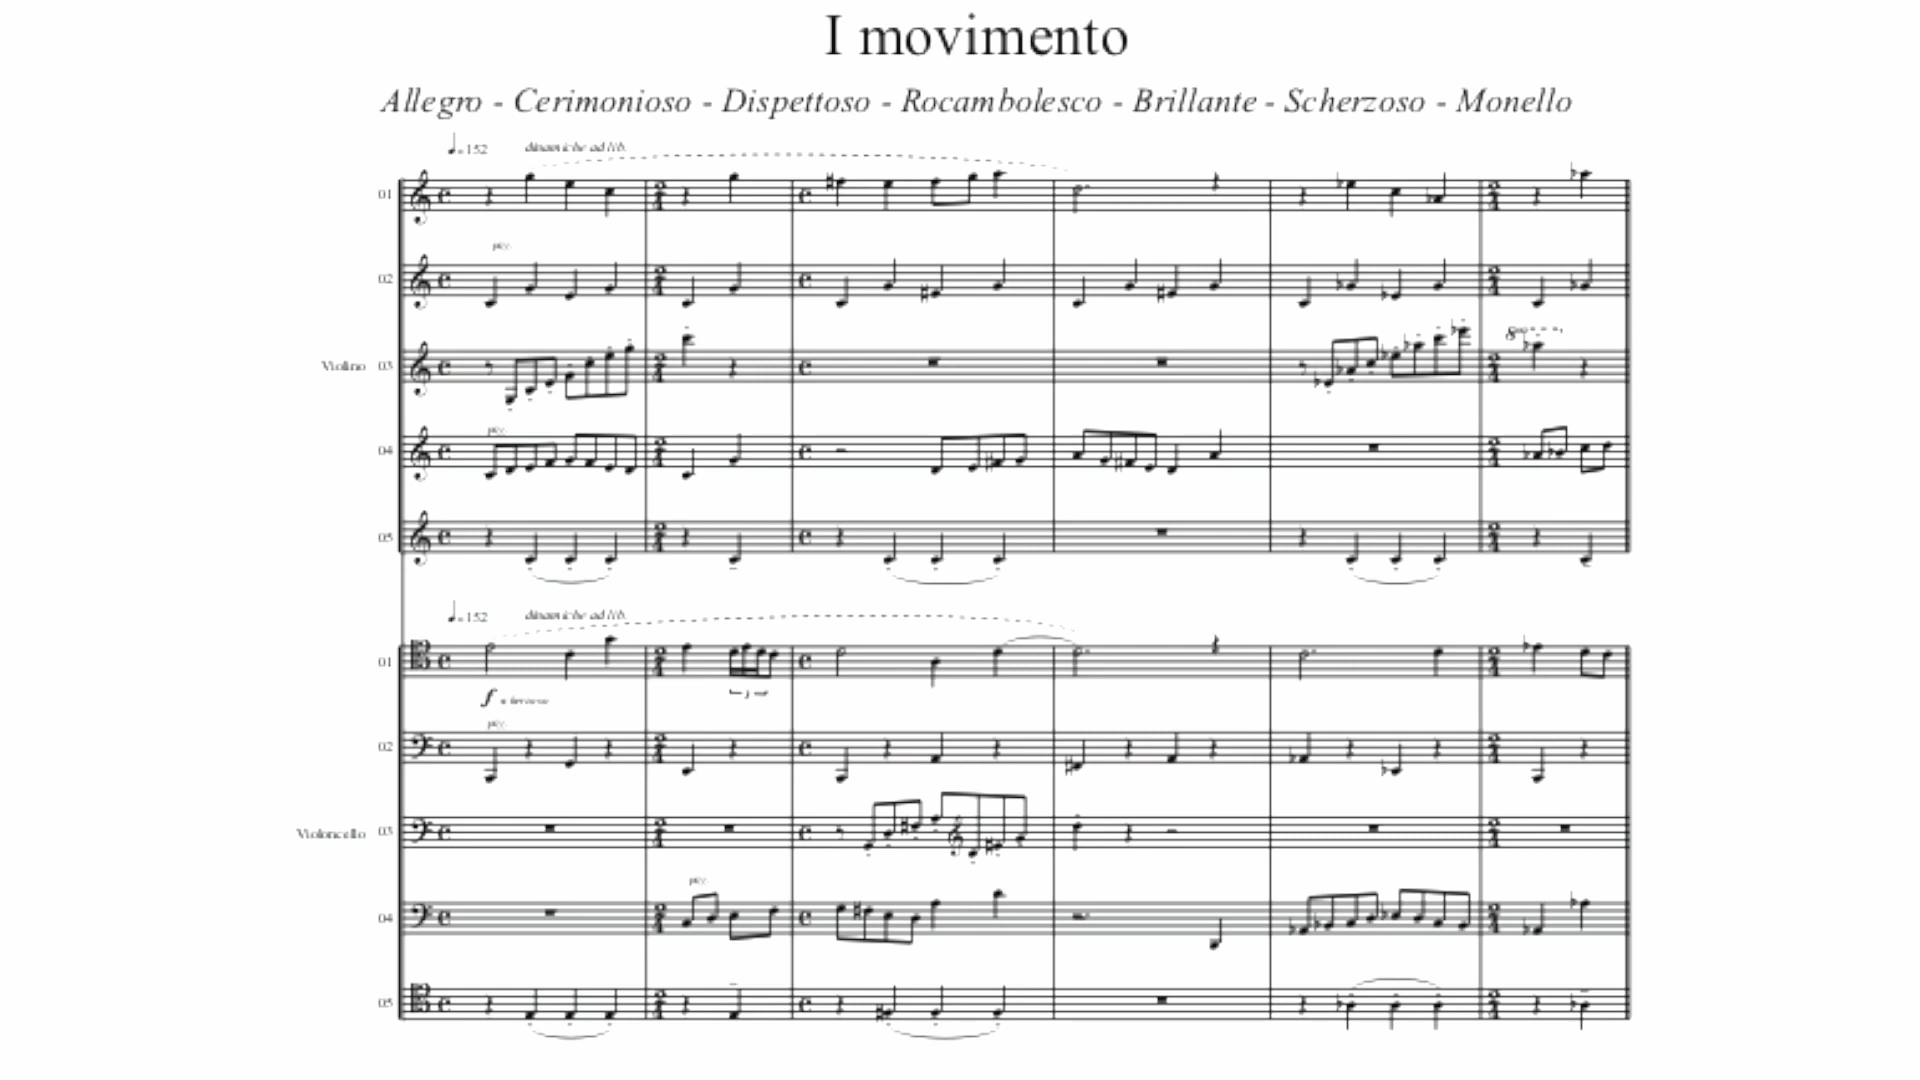 I movimento
Allegro - Cerimonioso - Dispettoso - Rocambolesco - Brillante - Scherzoso - Monello
♩=152 dinamiche ad lib.
01
pizz.
02
Violino 03
pizz.
04
05
♩=152 dinamiche ad lib.
01
f
pizz.
02
Violoncello 03
pizz.
04
05